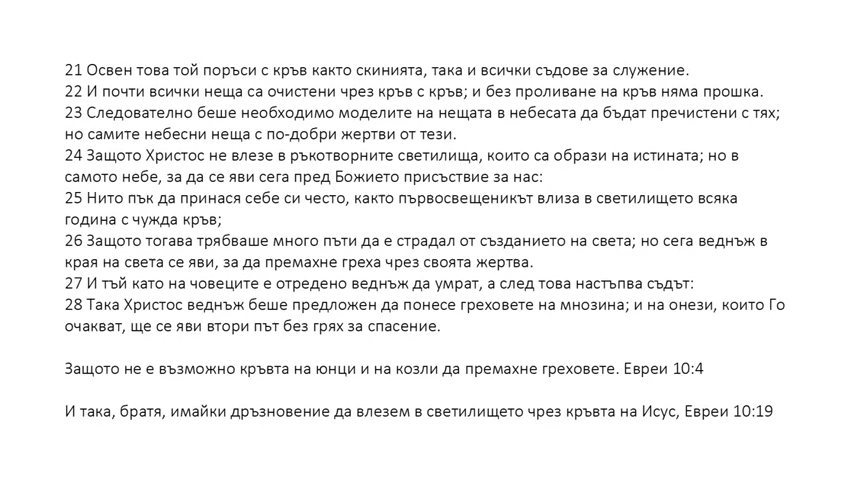 21 Освен това той поръси с кръв както скинията, така и всички съдове за служение.
22 И почти всички неща са очистени чрез кръв с кръв; и без проливане на кръв няма прошка.
23 Следователно беше необходимо моделите на нещата в небесата да бъдат пречистени с тях;
но самите небесни неща с по-добри жертви от тези.
24 Защото Христос не влезе в ръкотворните светилища, които са образи на истината; но в
самото небе, за да се яви сега пред Божието присъствие за нас:
25 Нито пък да принася себе си често, както първосвещеникът влиза в светилището всяка
година с чужда кръв;
26 Защото тогава трябваше много пъти да е страдал от създанието на света; но сега веднъж в
края на света се яви, за да премахне греха чрез своята жертва.
27 И тъй като на човеците е отредено веднъж да умрат, а след това настъпва съдът:
28 Така Христос веднъж беше предложен да понесе греховете на мнозина; и на онези, които Го
очакват, ще се яви втори път без грях за спасение.
Защото не е възможно кръвта на юнци и на козли да премахне греховете. Евреи 10:4
И така, братя, имайки дръзновение да влезем в светилището чрез кръвта на Исус, Евреи 10:19